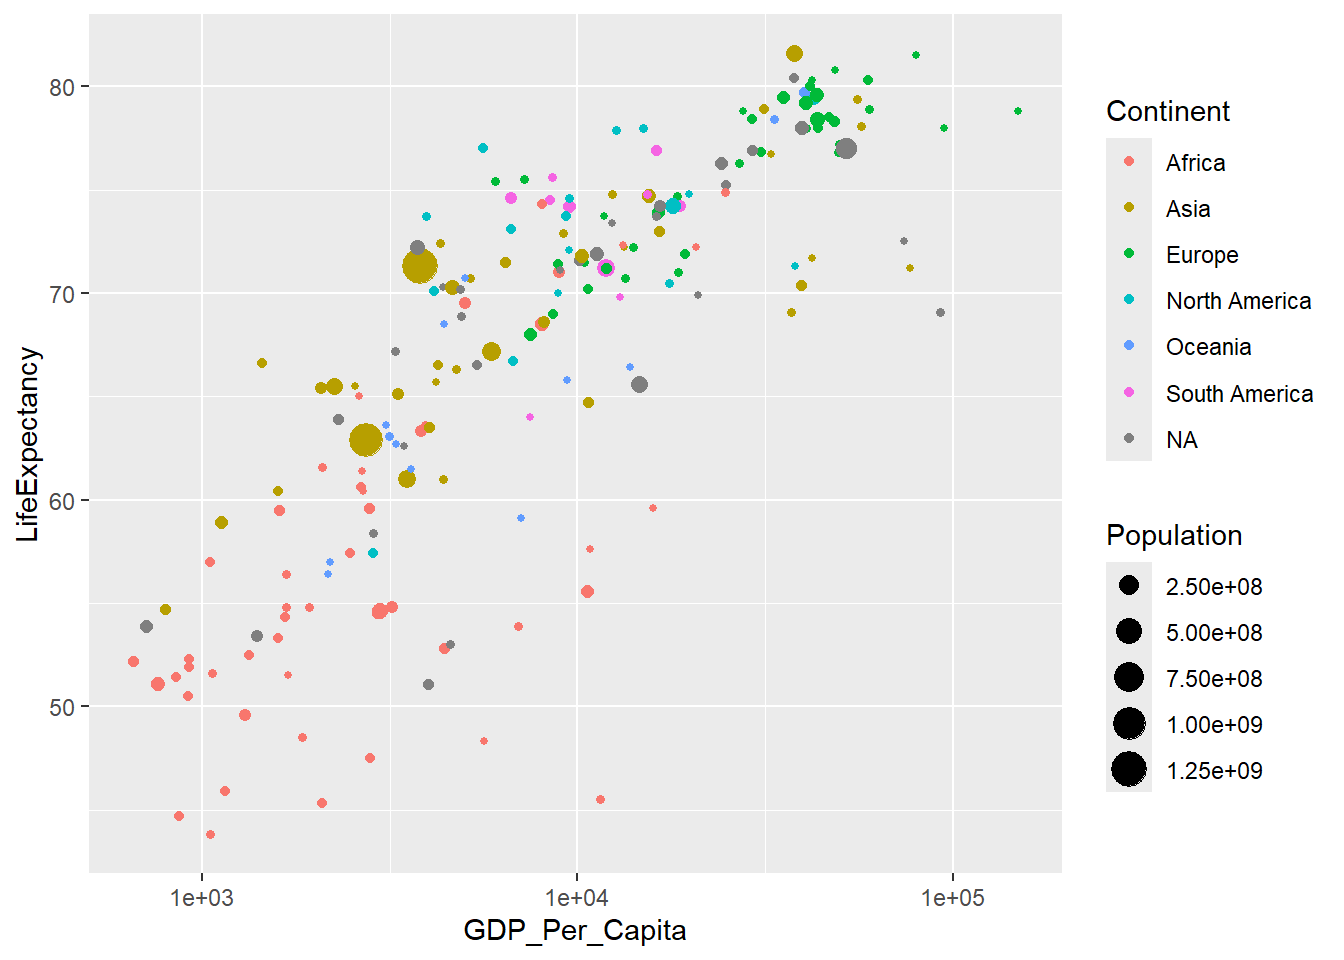 80
70
60
50
LifeExpectancy
1e+03
1e+04
1e+05
GDP_Per_Capita
Continent
Africa
Asia
Europe
North America
Oceania
South America
NA
Population
2.50e+08
5.00e+08
7.50e+08
1.00e+09
1.25e+09